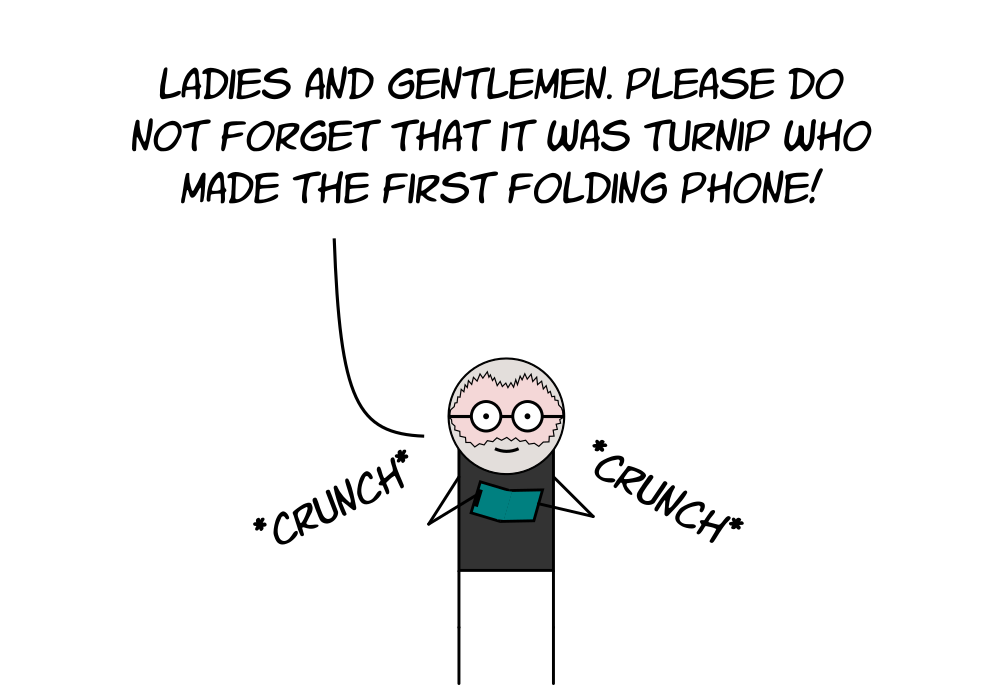 LADIES AND GENTLEMEN. PLEASE DO
NOT FORGET THAT IT WAS TURNIP WHO
MADE THE FIRST FOLDING PHONE!
*CRUNCH*
*CRUNCH*